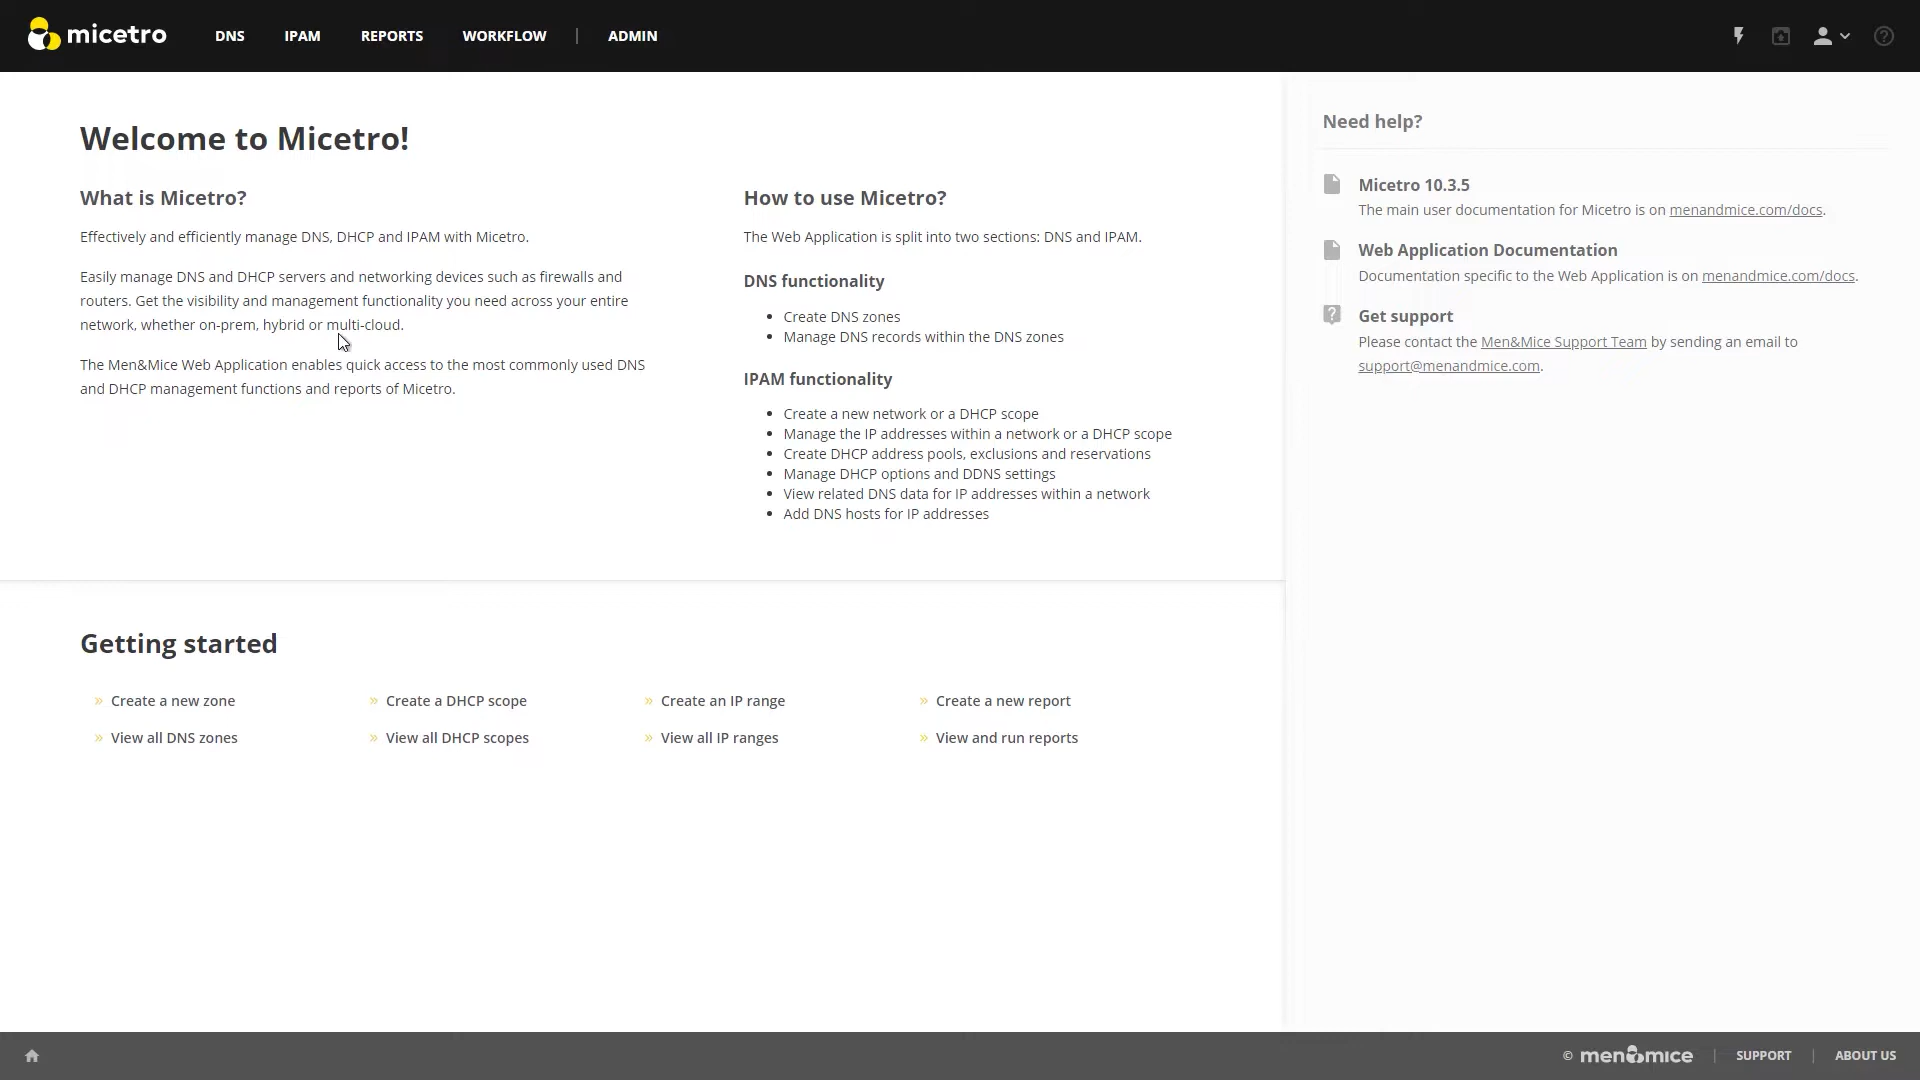 micetro DNS IPAM REPORTS WORKFLOW | ADMIN
Welcome to Micetro!
What is Micetro?
Effectively and efficiently manage DNS, DHCP and IPAM with Micetro.
Easily manage DNS and DHCP servers and networking devices such as firewalls and
routers. Get the visibility and management functionality you need across your entire
network, whether on-prem, hybrid or multi-cloud.
The Men&Mice Web Application enables quick access to the most commonly used DNS
and DHCP management functions and reports of Micetro.
How to use Micetro?
The Web Application is split into two sections: DNS and IPAM.
DNS functionality
• Create DNS zones
• Manage DNS records within the DNS zones
IPAM functionality
• Create a new network or a DHCP scope
• Manage the IP addresses within a network or a DHCP scope
• Create DHCP address pools, exclusions and reservations
• Manage DHCP options and DDNS settings
• View related DNS data for IP addresses within a network
• Add DNS hosts for IP addresses
Need help?
Micetro 10.3.5
The main user documentation for Micetro is on menandmice.com/docs.
Web Application Documentation
Documentation specific to the Web Application is on menandmice.com/docs.
Get support
Please contact the Men&Mice Support Team by sending an email to
support@menandmice.com.
Getting started
» Create a new zone » Create a DHCP scope » Create an IP range » Create a new report
» View all DNS zones » View all DHCP scopes » View all IP ranges » View and run reports
© men&mice | SUPPORT | ABOUT US